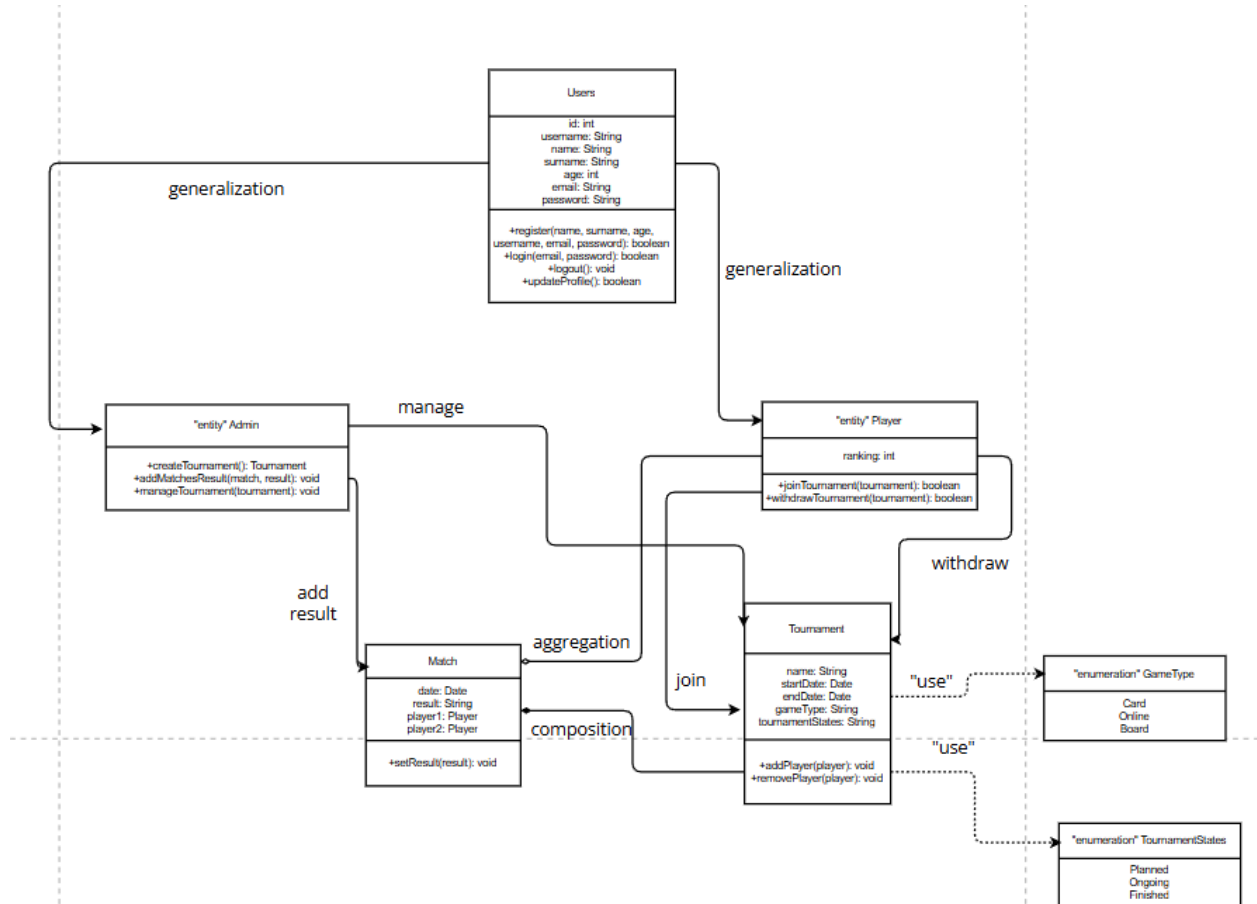 Users
id: int
username: String
name: String
surname: String
age: int
email: String
password: String
+register(name, surname, age,
username, email, password): boolean
+login(email, password): boolean
+logout(): void
+updateProfile(): boolean
generalization
generalization
"entity" Admin
+createTournament(): Tournament
+addMatchesResult(match, result): void
+manageTournament(tournament): void
manage
"entity" Player
ranking: int
+joinTournament(tournament): boolean
+withdrawTournament(tournament): boolean
withdraw
add
result
aggregation
Match
date: Date
result: String
player1: Player
player2: Player
+setResult(result): void
join
composition
Tournament
name: String
startDate: Date
endDate: Date
gameType: String
tournamentStates: String
+addPlayer(player): void
+removePlayer(player): void
"use"
"enumeration" GameType
Card
Online
Board
"use"
"enumeration" TournamentStates
Planned
Ongoing
Finished